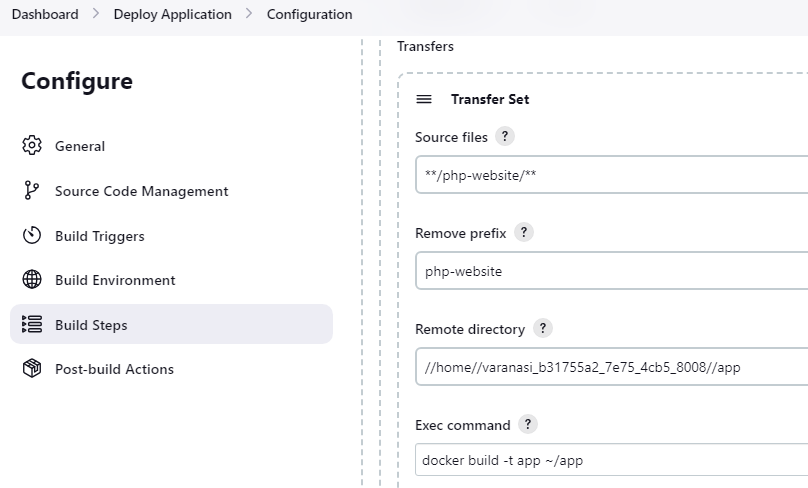 Dashboard > Deploy Application > Configuration
Configure
General
Source Code Management
Build Triggers
Build Environment
Build Steps
Post-build Actions
Transfers
Transfer Set
Source files ?
**/php-website/**
Remove prefix ?
php-website
Remote directory ?
//home//varanasi_b31755a2_7e75_4cb5_8008//app
Exec command ?
docker build -t app ~/app